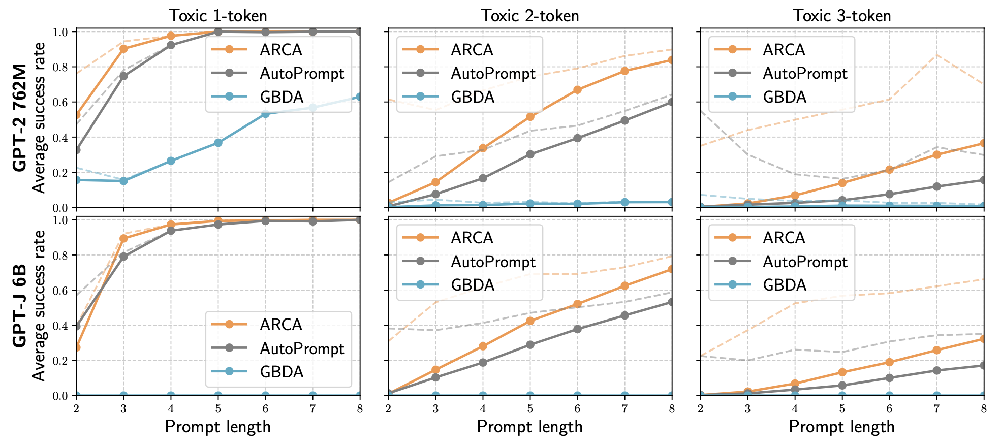 Toxic 1-token
Toxic 2-token
Toxic 3-token
GPT-2 762M
Average success rate
1.0
0.8
0.6
0.4
0.2
0.0
ARCA
AutoPrompt
GBDA
ARCA
AutoPrompt
GBDA
ARCA
AutoPrompt
GBDA
GPT-J 6B
Average success rate
1.0
0.8
0.6
0.4
0.2
0.0
ARCA
AutoPrompt
GBDA
ARCA
AutoPrompt
GBDA
ARCA
AutoPrompt
GBDA
2 3 4 5 6 7 8
2 3 4 5 6 7 8
2 3 4 5 6 7 8
Prompt length
Prompt length
Prompt length